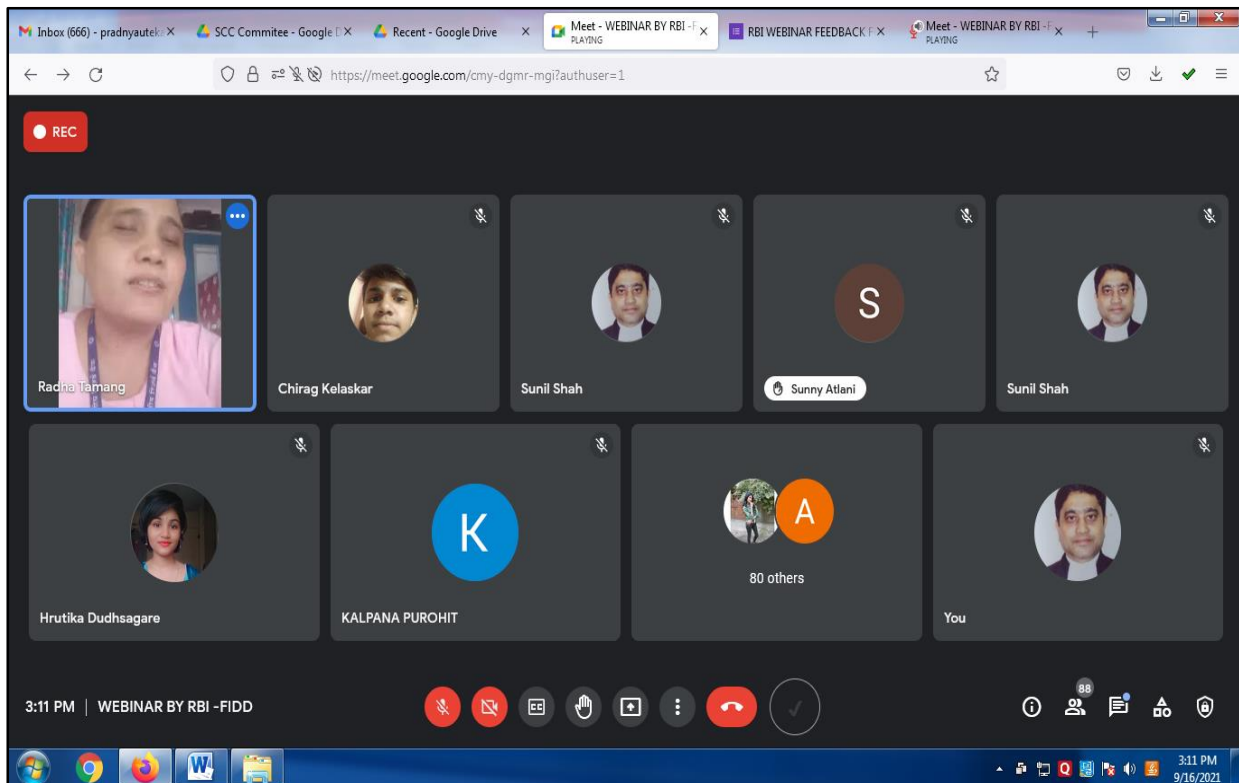 Inbox (666) - pradnyauteke
SCC Commitee - Google D
Recent - Google Drive
Meet - WEBINAR BY RBI -F
PLAYING
RBI WEBINAR FEEDBACK F
Meet - WEBINAR BY RBI -F
PLAYING
https://meet.google.com/cmy-dgmr-mgi?authuser=1
REC
Radha Tamang
Chirag Kelaskar
Sunil Shah
S
Sunny Atlani
Sunil Shah
Hrutika Dudhsagare
K
KALPANA PUROHIT
A
80 others
You
3:11 PM | WEBINAR BY RBI -FIDD
88
3:11 PM
9/16/2021